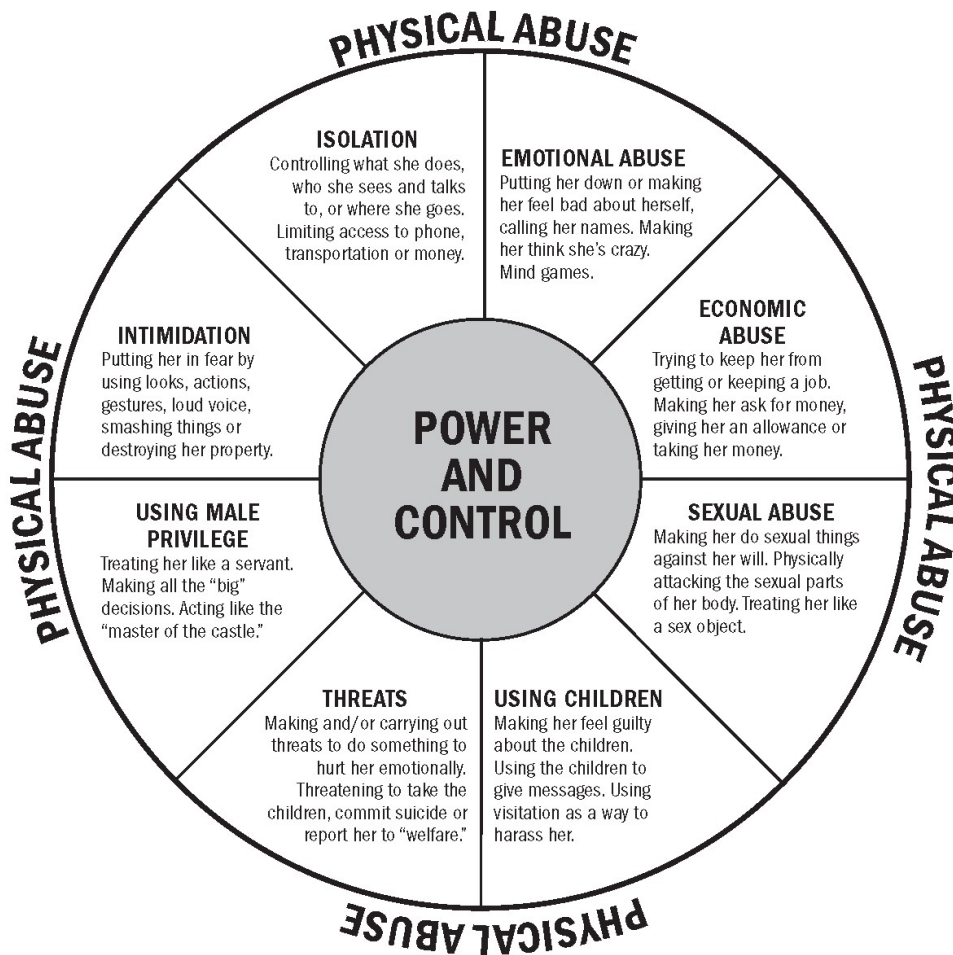 PHYSICAL ABUSE
ISOLATION
Controlling what she does,
who she sees and talks
to, or where she goes.
Limiting access to phone,
transportation or money.
EMOTIONAL ABUSE
Putting her down or making
her feel bad about herself,
calling her names. Making
her think she's crazy.
Mind games.
INTIMIDATION
Putting her in fear by
using looks, actions,
gestures, loud voice,
smashing things or
destroying her property.
ECONOMIC
ABUSE
Trying to keep her from
getting or keeping a job.
Making her ask for money,
giving her an allowance or
taking her money.
PHYSICAL ABUSE
POWER
AND
CONTROL
PHYSICAL ABUSE
USING MALE
PRIVILEGE
Treating her like a servant.
Making all the “big”
decisions. Acting like the
“master of the castle.”
SEXUAL ABUSE
Making her do sexual things
against her will. Physically
attacking the sexual parts
of her body. Treating her like
a sex object.
THREATS
Making and/or carrying out
threats to do something to
hurt her emotionally.
Threatening to take the
children, commit suicide or
report her to “welfare.”
USING CHILDREN
Making her feel guilty
about the children.
Using the children to
give messages. Using
visitation as a way to
harass her.
PHYSICAL ABUSE